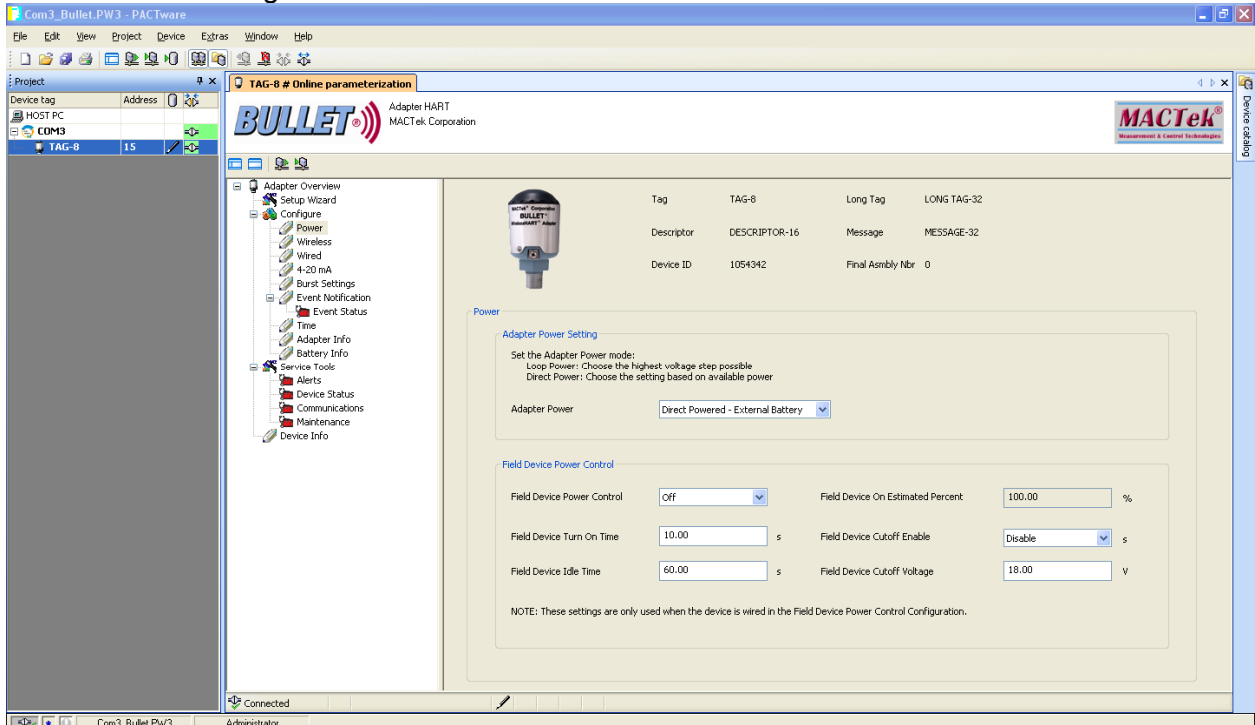 Com3_Bullet.PW3 - PACTware
File Edit View Project Device Extras Window Help
Project
Device tag Address
HOST PC
COM3
TAG-8 15
TAG-8 # Online parameterization
BULLET®
Adapter HART
MACTek Corporation
MACTek®
Measurement & Control Technologies
Device catalog
Adapter Overview
Setup Wizard
Configure
Power
Wireless
Wired
4-20 mA
Burst Settings
Event Notification
Event Status
Time
Adapter Info
Battery Info
Service Tools
Alerts
Device Status
Communications
Maintenance
Device Info
MACTek® Corporation
BULLET®
WirelessHART™ Adapter
Tag TAG-8 Long Tag LONG TAG-32
Descriptor DESCRIPTOR-16 Message MESSAGE-32
Device ID 1054342 Final Asmbly Nbr 0
Power
Adapter Power Setting
Set the Adapter Power mode:
Loop Power: Choose the highest voltage step possible
Direct Power: Choose the setting based on available power
Adapter Power Direct Powered - External Battery
Field Device Power Control
Field Device Power Control Off Field Device On Estimated Percent 100.00 %
Field Device Turn On Time 10.00 s Field Device Cutoff Enable Disable s
Field Device Idle Time 60.00 s Field Device Cutoff Voltage 18.00 V
NOTE: These settings are only used when the device is wired in the Field Device Power Control Configuration.
Connected
Com3_Bullet.PW3 Administrator